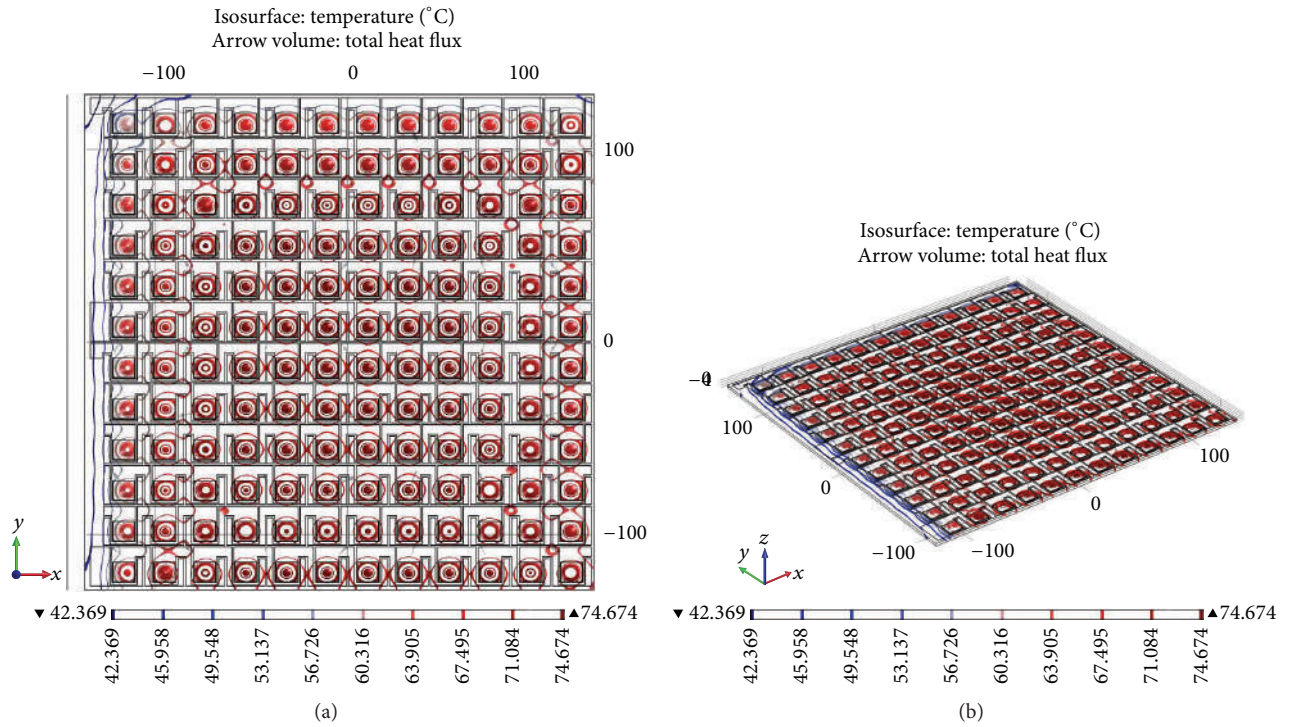 Isosurface: temperature (°C)
Arrow volume: total heat flux
−100 0 100
100
0
−100
y
x
▼ 42.369 ▲ 74.674
42.369 45.958 49.548 53.137 56.726 60.316 63.905 67.495 71.084 74.674
(a)
Isosurface: temperature (°C)
Arrow volume: total heat flux
100
0
−100
100
0
−100
y z x
▼ 42.369 ▲ 74.674
42.369 45.958 49.548 53.137 56.726 60.316 63.905 67.495 71.084 74.674
(b)